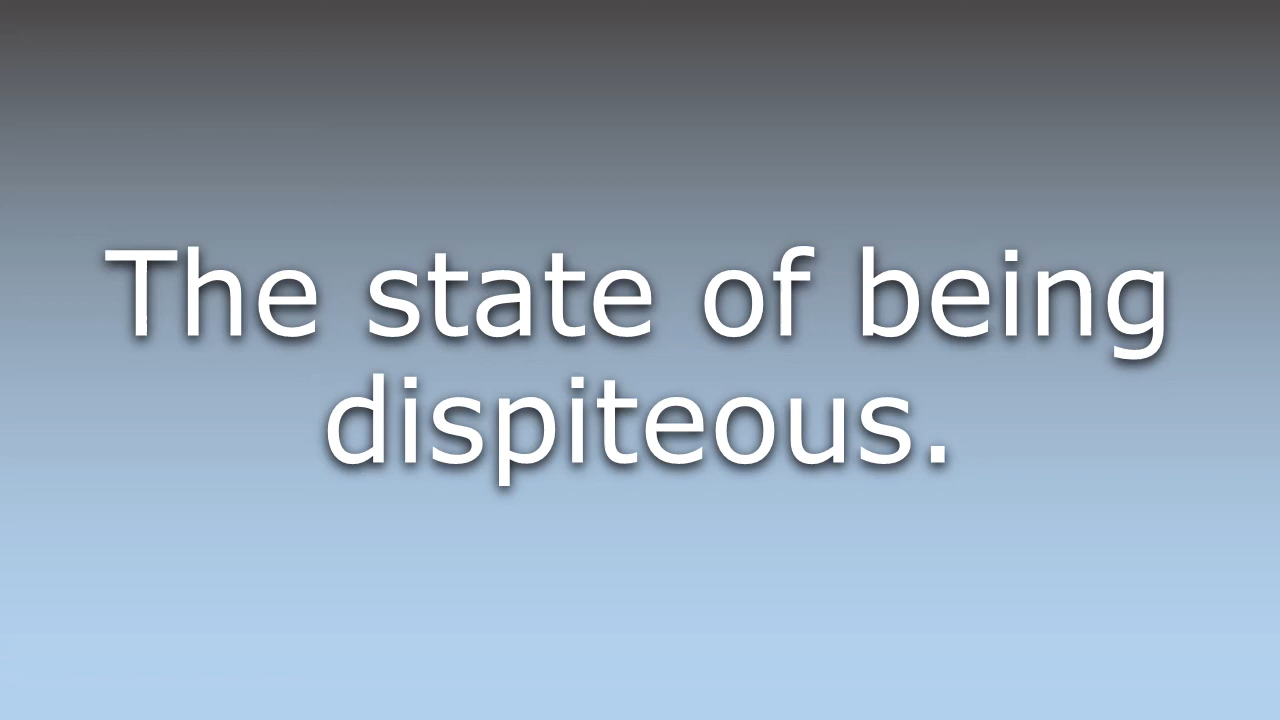 The state of being
dispiteous.